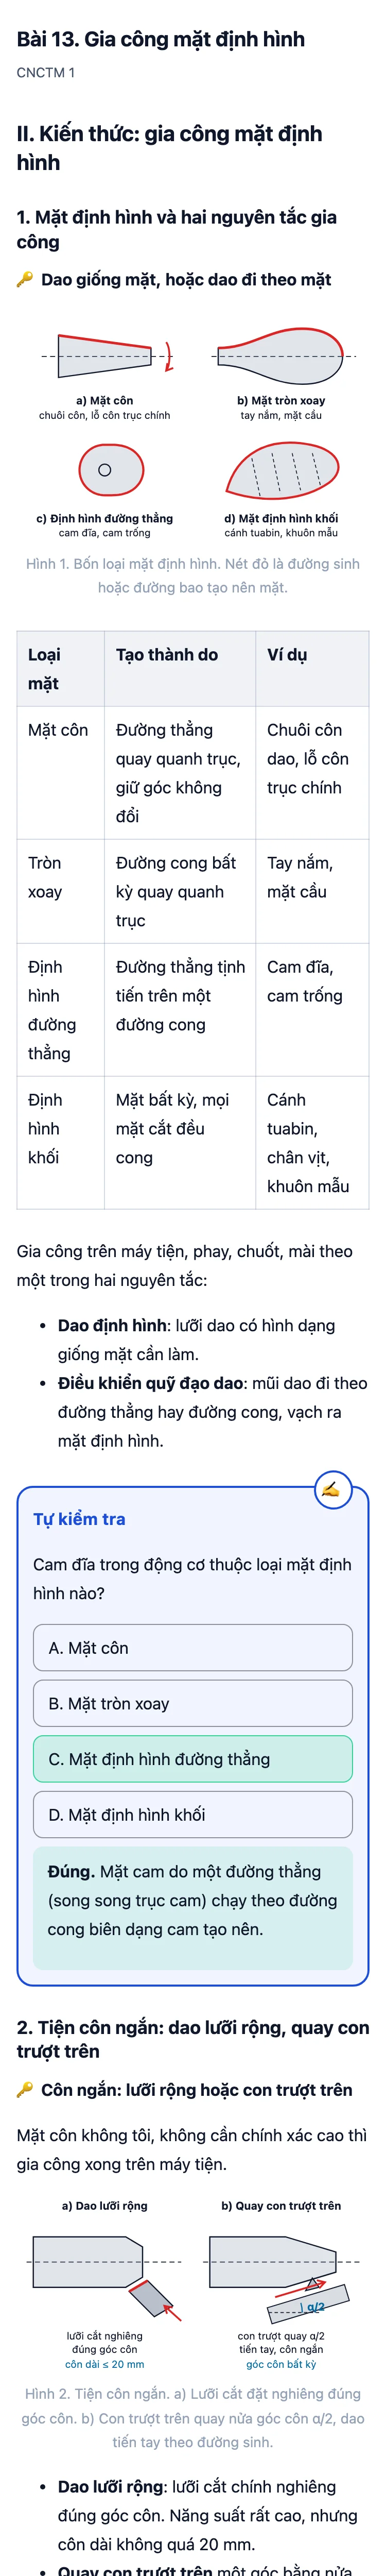 Bài 13. Gia công mặt định hình
CNCTM 1
II. Kiến thức: gia công mặt định
hình
1. Mặt định hình và hai nguyên tắc gia
công
🔑 Dao giống mặt, hoặc dao đi theo mặt
a) Mặt côn
chuôi côn, lỗ côn trục chính
b) Mặt tròn xoay
tay nắm, mặt cầu
c) Định hình đường thẳng
cam đĩa, cam trống
d) Mặt định hình khối
cánh tuabin, khuôn mẫu
Hình 1. Bốn loại mặt định hình. Nét đỏ là đường sinh
hoặc đường bao tạo nên mặt.
Loại
mặt
Tạo thành do
Ví dụ
Mặt côn
Đường thẳng
quay quanh trục,
giữ góc không
đổi
Chuôi côn
dao, lỗ côn
trục chính
Tròn
xoay
Đường cong bất
kỳ quay quanh
trục
Tay nắm,
mặt cầu
Định
hình
đường
thẳng
Đường thẳng tịnh
tiến trên một
đường cong
Cam đĩa,
cam trống
Định
hình
khối
Mặt bất kỳ, mọi
mặt cắt đều
cong
Cánh
tuabin,
chân vịt,
khuôn mẫu
Gia công trên máy tiện, phay, chuốt, mài theo
một trong hai nguyên tắc:
• Dao định hình: lưỡi dao có hình dạng
giống mặt cần làm.
• Điều khiển quỹ đạo dao: mũi dao đi theo
đường thẳng hay đường cong, vạch ra
mặt định hình.
Tự kiểm tra
Cam đĩa trong động cơ thuộc loại mặt định
hình nào?
A. Mặt côn
B. Mặt tròn xoay
C. Mặt định hình đường thẳng
D. Mặt định hình khối
Đúng. Mặt cam do một đường thẳng
(song song trục cam) chạy theo đường
cong biên dạng cam tạo nên.
2. Tiện côn ngắn: dao lưỡi rộng, quay con
trượt trên
🔑 Côn ngắn: lưỡi rộng hoặc con trượt trên
Mặt côn không tôi, không cần chính xác cao thì
gia công xong trên máy tiện.
a) Dao lưỡi rộng
lưỡi cắt nghiêng
đúng góc côn
côn dài ≤ 20 mm
b) Quay con trượt trên
α/2
con trượt quay α/2
tiến tay, côn ngắn
góc côn bất kỳ
Hình 2. Tiện côn ngắn. a) Lưỡi cắt đặt nghiêng đúng
góc côn. b) Con trượt trên quay nửa góc côn α/2, dao
tiến tay theo đường sinh.
• Dao lưỡi rộng: lưỡi cắt chính nghiêng
đúng góc côn. Năng suất rất cao, nhưng
côn dài không quá 20 mm.
• Quay con trượt trên một góc bằng nửa